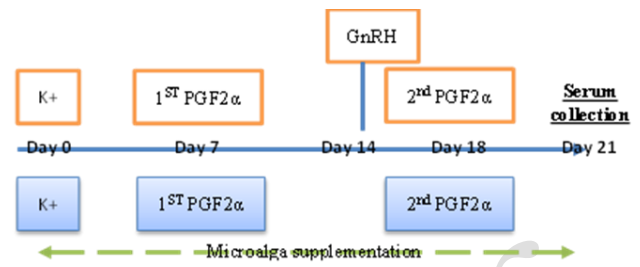 GnRH
K+
1ST PGF2α
2nd PGF2α
Serum
collection
Day 0
Day 7
Day 14
Day 18
Day 21
K+
1ST PGF2α
2nd PGF2α
Microalga supplementation